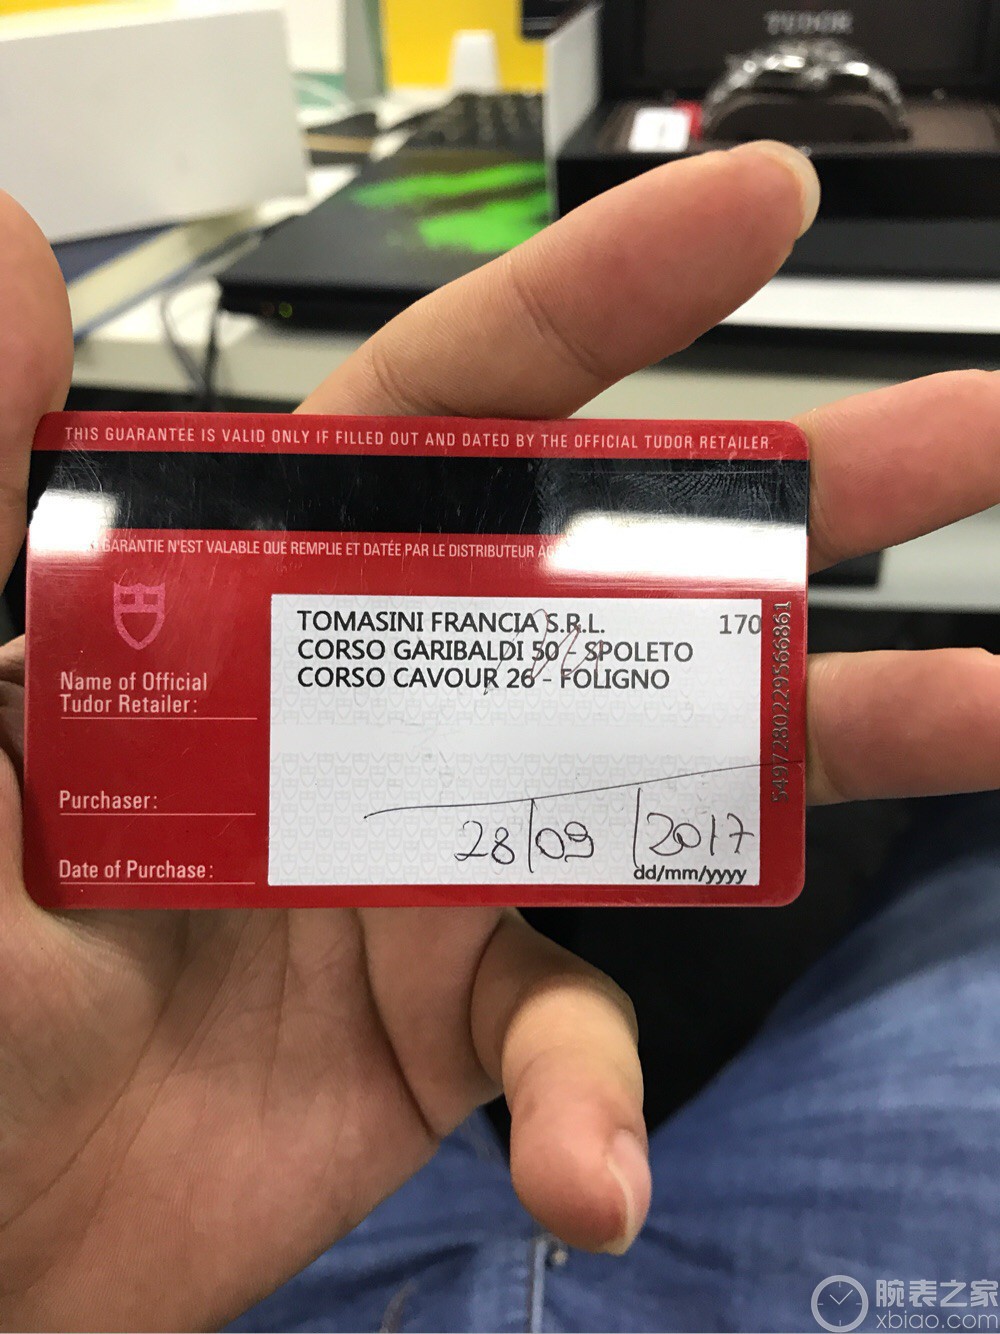 TUDOR
THIS GUARANTEE IS VALID ONLY IF FILLED OUT AND DATED BY THE OFFICIAL TUDOR RETAILER.
GARANTIE N'EST VALABLE QUE REMPLIE ET DATÉE PAR LE DISTRIBUTEUR
TOMASINI FRANCIA S.R.L. 170
CORSO GARIBALDI 50 - SPOLETO
CORSO CAVOUR 26 - FOLIGNO
Name of Official
Tudor Retailer:
Purchaser:
Date of Purchase:
28/09/2017
dd/mm/yyyy
5497280229566861
腕表之家
xbiao.com